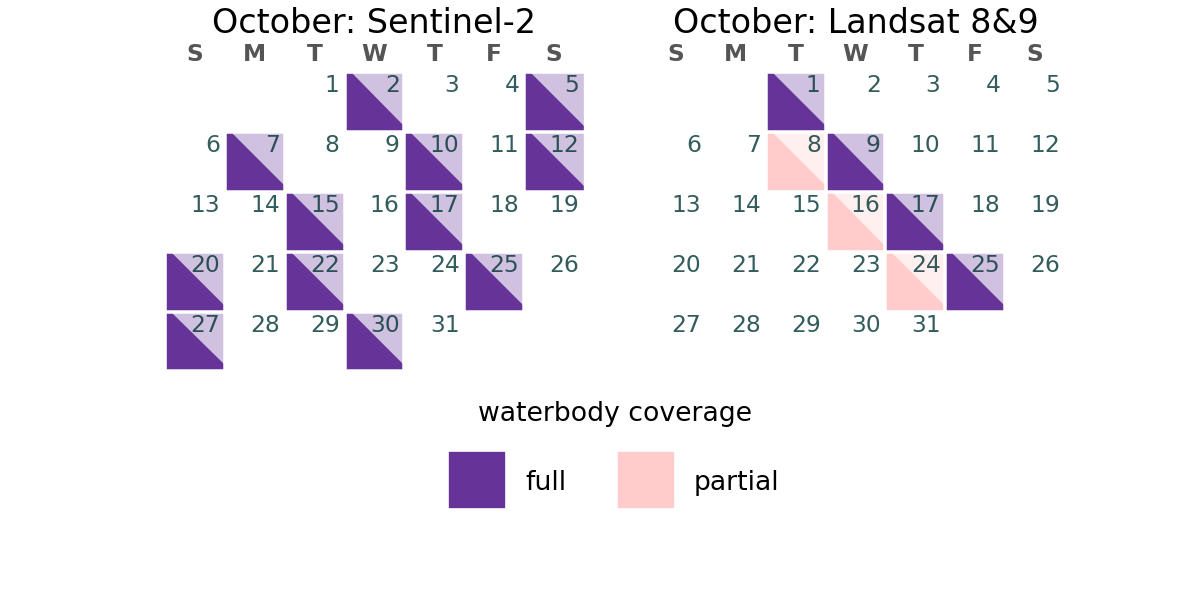 October: Sentinel-2
S M T W T F S
1 2 3 4 5
6 7 8 9 10 11 12
13 14 15 16 17 18 19
20 21 22 23 24 25 26
27 28 29 30 31
October: Landsat 8&9
S M T W T F S
1 2 3 4 5
6 7 8 9 10 11 12
13 14 15 16 17 18 19
20 21 22 23 24 25 26
27 28 29 30 31
waterbody coverage
full partial